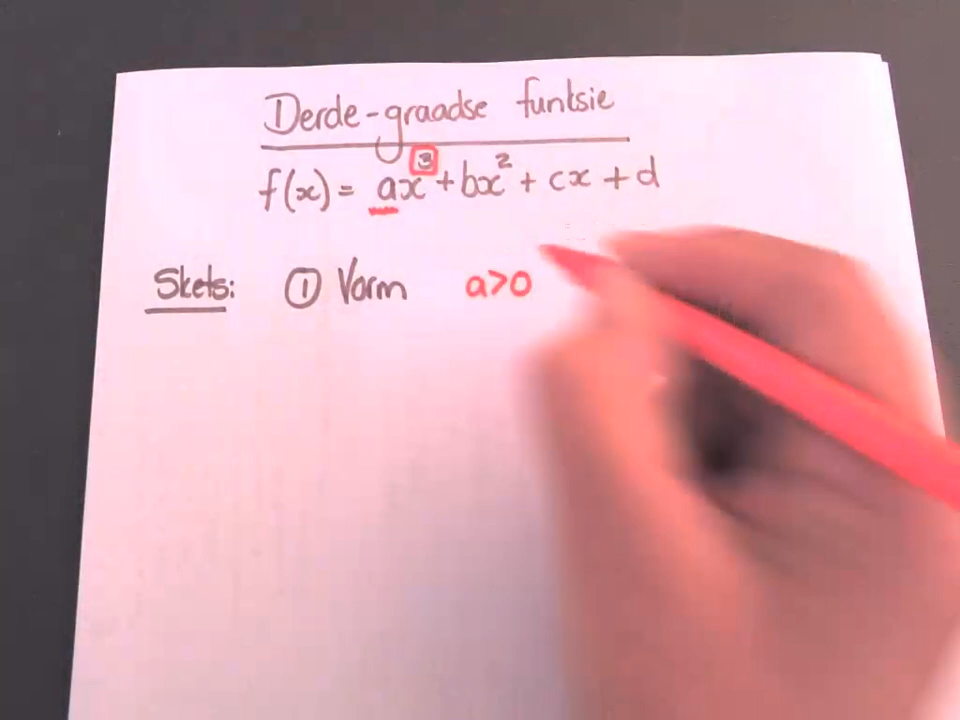 Derde-graadse funksie
f(x) = ax³ + bx² + cx + d
Skets: ① Vorm a>0